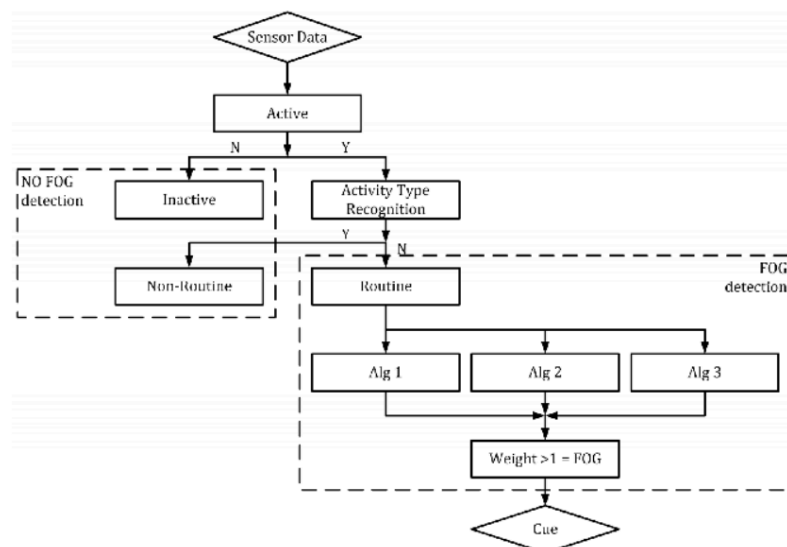 Sensor Data
Active
N
Y
NO FOG
detection
Inactive
Activity Type
Recognition
Y
N
Non-Routine
Routine
FOG
detection
Alg 1
Alg 2
Alg 3
Weight >1 = FOG
Cue